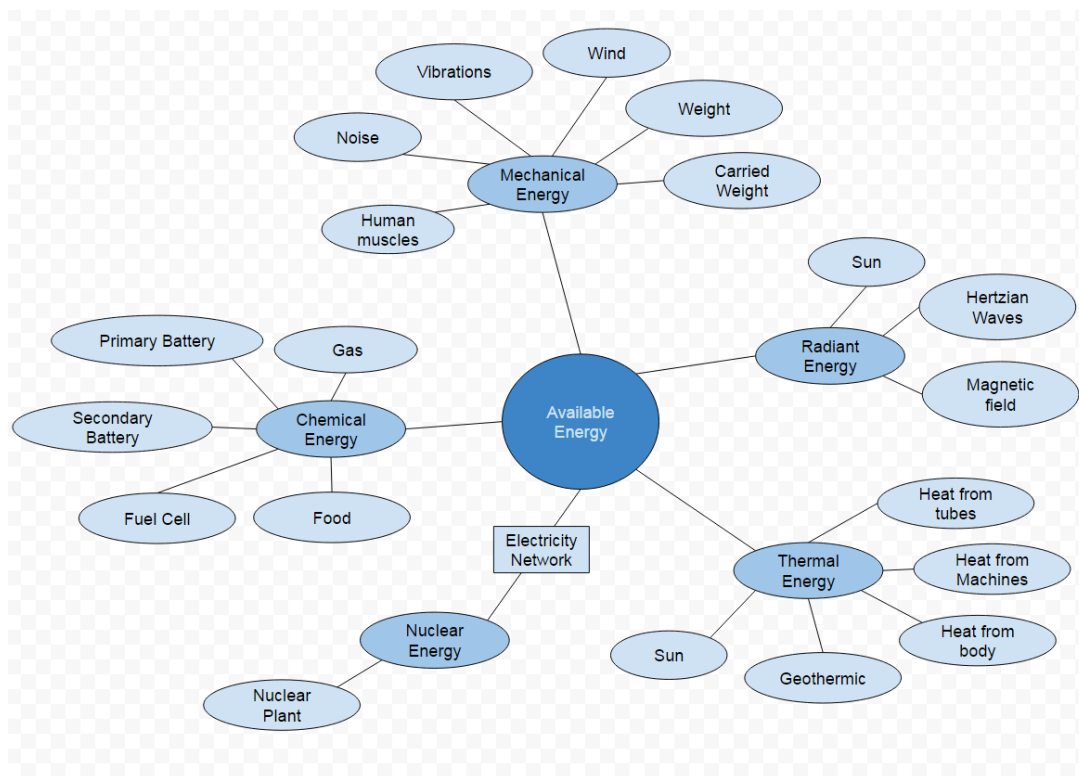 Wind
Vibrations
Weight
Noise
Mechanical
Energy
Carried
Weight
Human
muscles
Sun
Hertzian
Waves
Radiant
Energy
Magnetic
field
Primary Battery
Gas
Secondary
Battery
Chemical
Energy
Fuel Cell
Food
Available
Energy
Electricity
Network
Nuclear
Energy
Nuclear
Plant
Heat from
tubes
Thermal
Energy
Heat from
Machines
Heat from
body
Sun
Geothermic